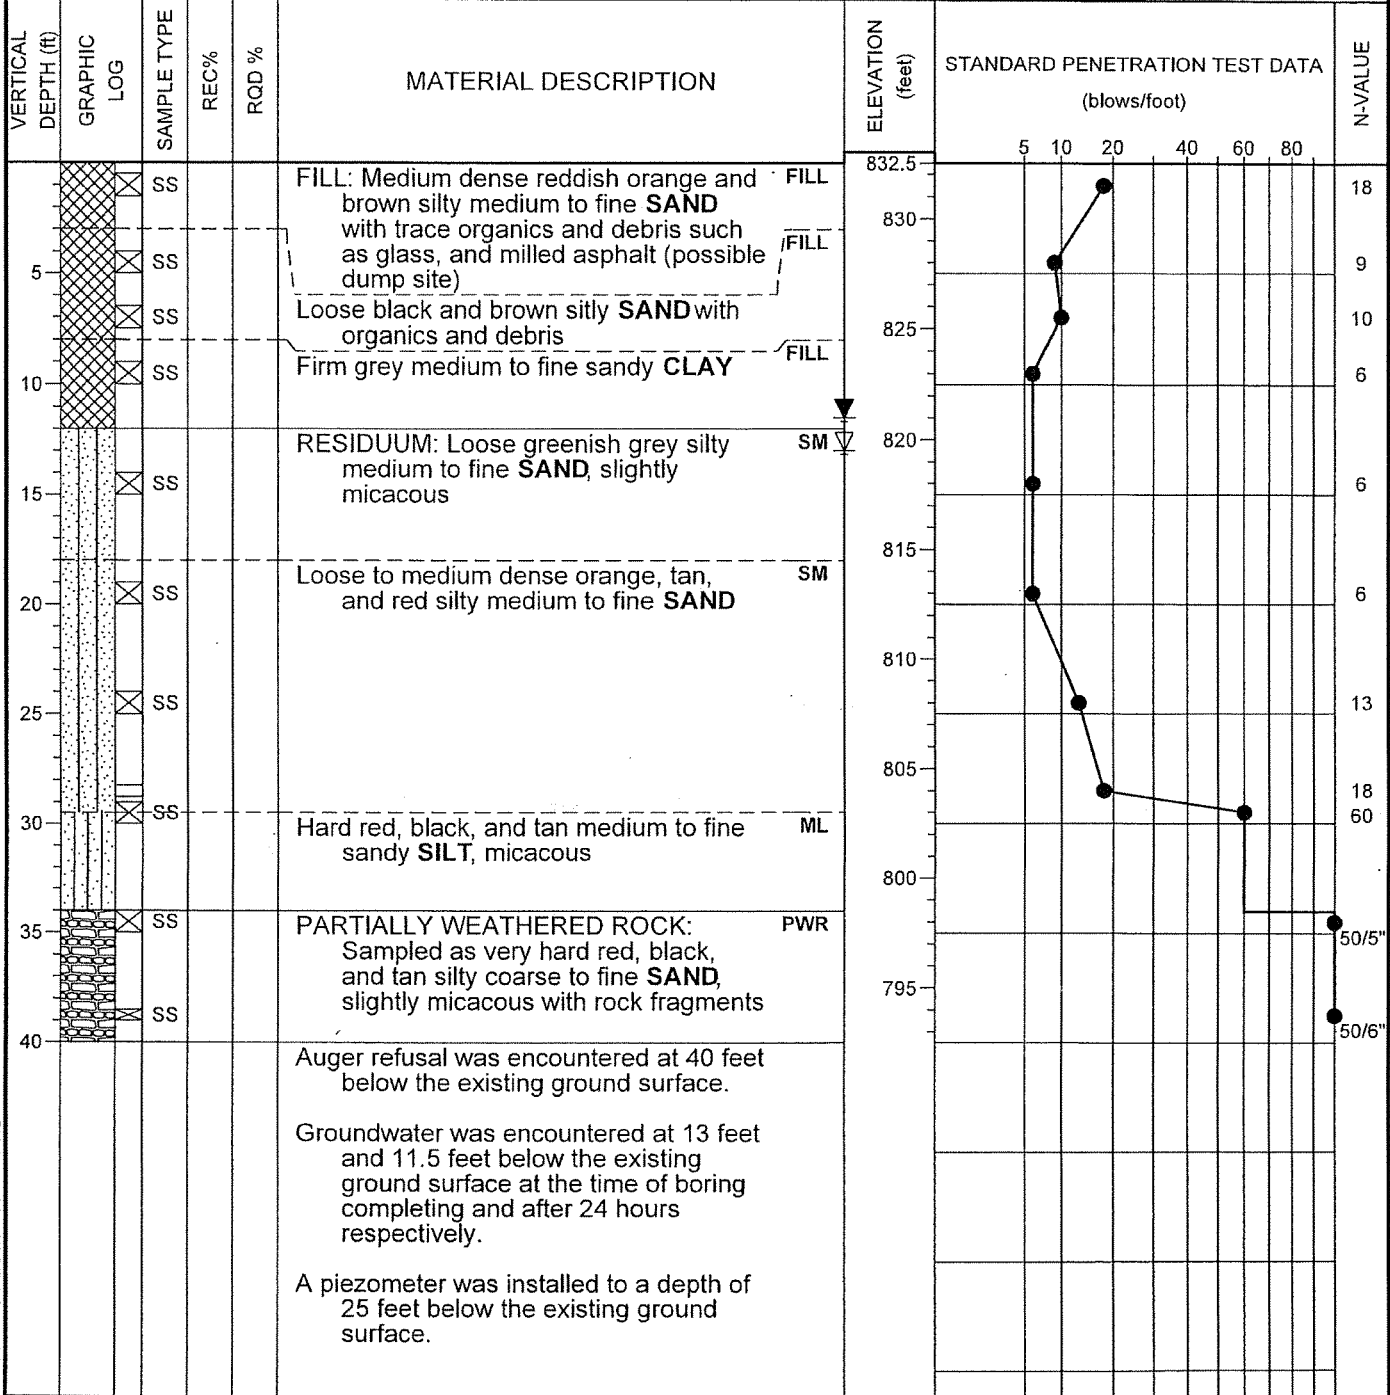 VERTICAL
DEPTH (ft)
GRAPHIC
LOG
SAMPLE TYPE
REC%
RQD %
MATERIAL DESCRIPTION
ELEVATION
(feet)
STANDARD PENETRATION TEST DATA
(blows/foot)
N-VALUE
5 10 20 40 60 80
832.5
SS
FILL: Medium dense reddish orange and
FILL
brown silty medium to fine SAND
with trace organics and debris such
as glass, and milled asphalt (possible
dump site)
830
18
FILL
SS
5
9
Loose black and brown sitly SAND with
organics and debris
SS
825
10
FILL
Firm grey medium to fine sandy CLAY
SS
10
6
RESIDUUM: Loose greenish grey silty
SM
medium to fine SAND, slightly
micacous
820
SS
15
6
815
Loose to medium dense orange, tan,
SM
and red silty medium to fine SAND
SS
20
6
810
SS
25
13
805
18
SS
30
60
Hard red, black, and tan medium to fine
ML
sandy SILT, micacous
800
SS
35
PARTIALLY WEATHERED ROCK:
PWR
Sampled as very hard red, black,
and tan silty coarse to fine SAND,
slightly micacous with rock fragments
50/5"
795
SS
40
50/6"
Auger refusal was encountered at 40 feet
below the existing ground surface.
Groundwater was encountered at 13 feet
and 11.5 feet below the existing
ground surface at the time of boring
completing and after 24 hours
respectively.
A piezometer was installed to a depth of
25 feet below the existing ground
surface.